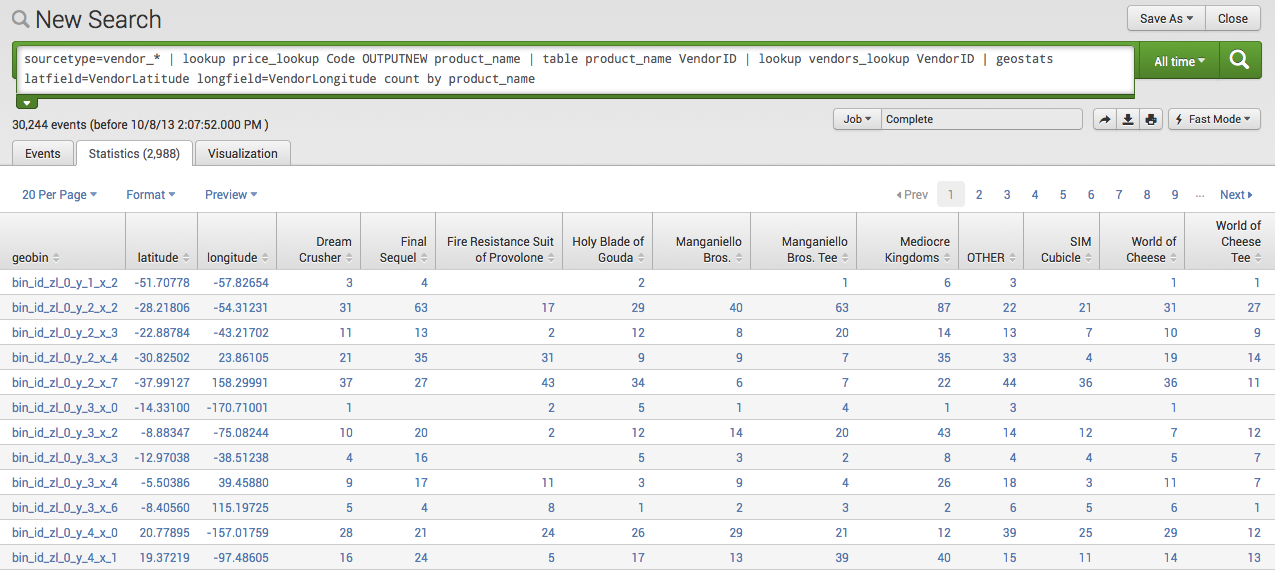 New Search
Save As Close
sourcetype=vendor_* | lookup price_lookup Code OUTPUTNEW product_name | table product_name VendorID | lookup vendors_lookup VendorID | geostats
latfield=VendorLatitude longfield=VendorLongitude count by product_name
All time
30,244 events (before 10/8/13 2:07:52.000 PM )
Job Complete Fast Mode
Events Statistics (2,988) Visualization
20 Per Page Format Preview Prev 1 2 3 4 5 6 7 8 9 ... Next
geobin latitude longitude Dream Crusher Final Sequel Fire Resistance Suit of Provolone Holy Blade of Gouda Manganiello Bros. Manganiello Bros. Tee Mediocre Kingdoms OTHER SIM Cubicle World of Cheese World of Cheese Tee
bin_id_zl_0_y_1_x_2 -51.70778 -57.82654 3 4 2 1 6 3 1 1
bin_id_zl_0_y_2_x_2 -28.21806 -54.31231 31 63 17 29 40 63 87 22 21 31 27
bin_id_zl_0_y_2_x_3 -22.88784 -43.21702 11 13 2 12 8 20 14 13 7 10 9
bin_id_zl_0_y_2_x_4 -30.82502 23.86105 21 35 31 9 9 7 35 33 4 19 14
bin_id_zl_0_y_2_x_7 -37.99127 158.29991 37 27 43 34 6 7 22 44 36 36 11
bin_id_zl_0_y_3_x_0 -14.33100 -170.71001 1 2 5 1 4 1 3 1
bin_id_zl_0_y_3_x_2 -8.88347 -75.08244 10 20 2 12 14 20 43 14 12 7 12
bin_id_zl_0_y_3_x_3 -12.97038 -38.51238 4 16 5 3 2 8 4 4 5 7
bin_id_zl_0_y_3_x_4 -5.50386 39.45880 9 17 11 3 9 4 26 18 3 11 7
bin_id_zl_0_y_3_x_6 -8.40560 115.19725 5 4 8 1 2 3 2 6 5 6 1
bin_id_zl_0_y_4_x_0 20.77895 -157.01759 28 21 24 26 29 21 12 39 25 29 12
bin_id_zl_0_y_4_x_1 19.37219 -97.48605 16 24 5 17 13 39 40 15 11 14 13